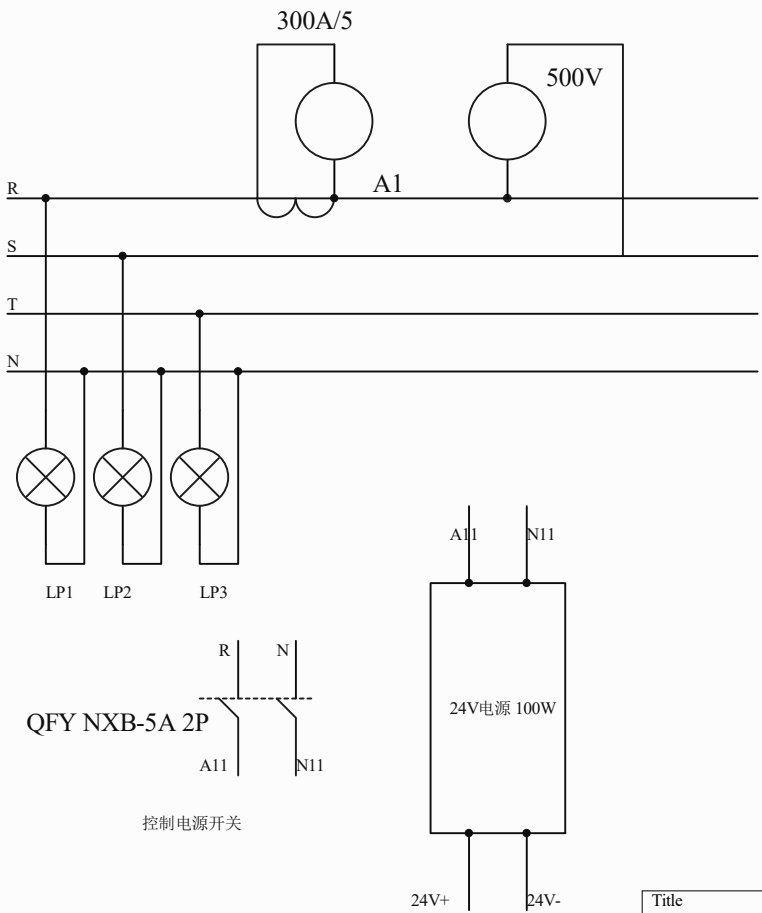 300A/5
500V
A1
R
S
T
N
LP1
LP2
LP3
A11
N11
24V电源 100W
R
N
QFY NXB-5A 2P
A11
N11
控制电源开关
24V+
24V-
Title